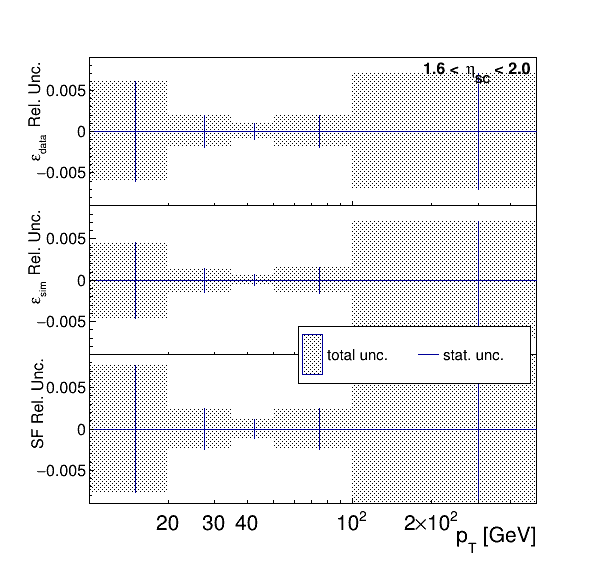 1.6 < η_sc < 2.0
ε_data Rel. Unc.
0.005
0
−0.005
ε_sim Rel. Unc.
0.005
0
−0.005
total unc.
stat. unc.
SF Rel. Unc.
0.005
0
−0.005
20 30 40 10² 2×10²
p_T [GeV]